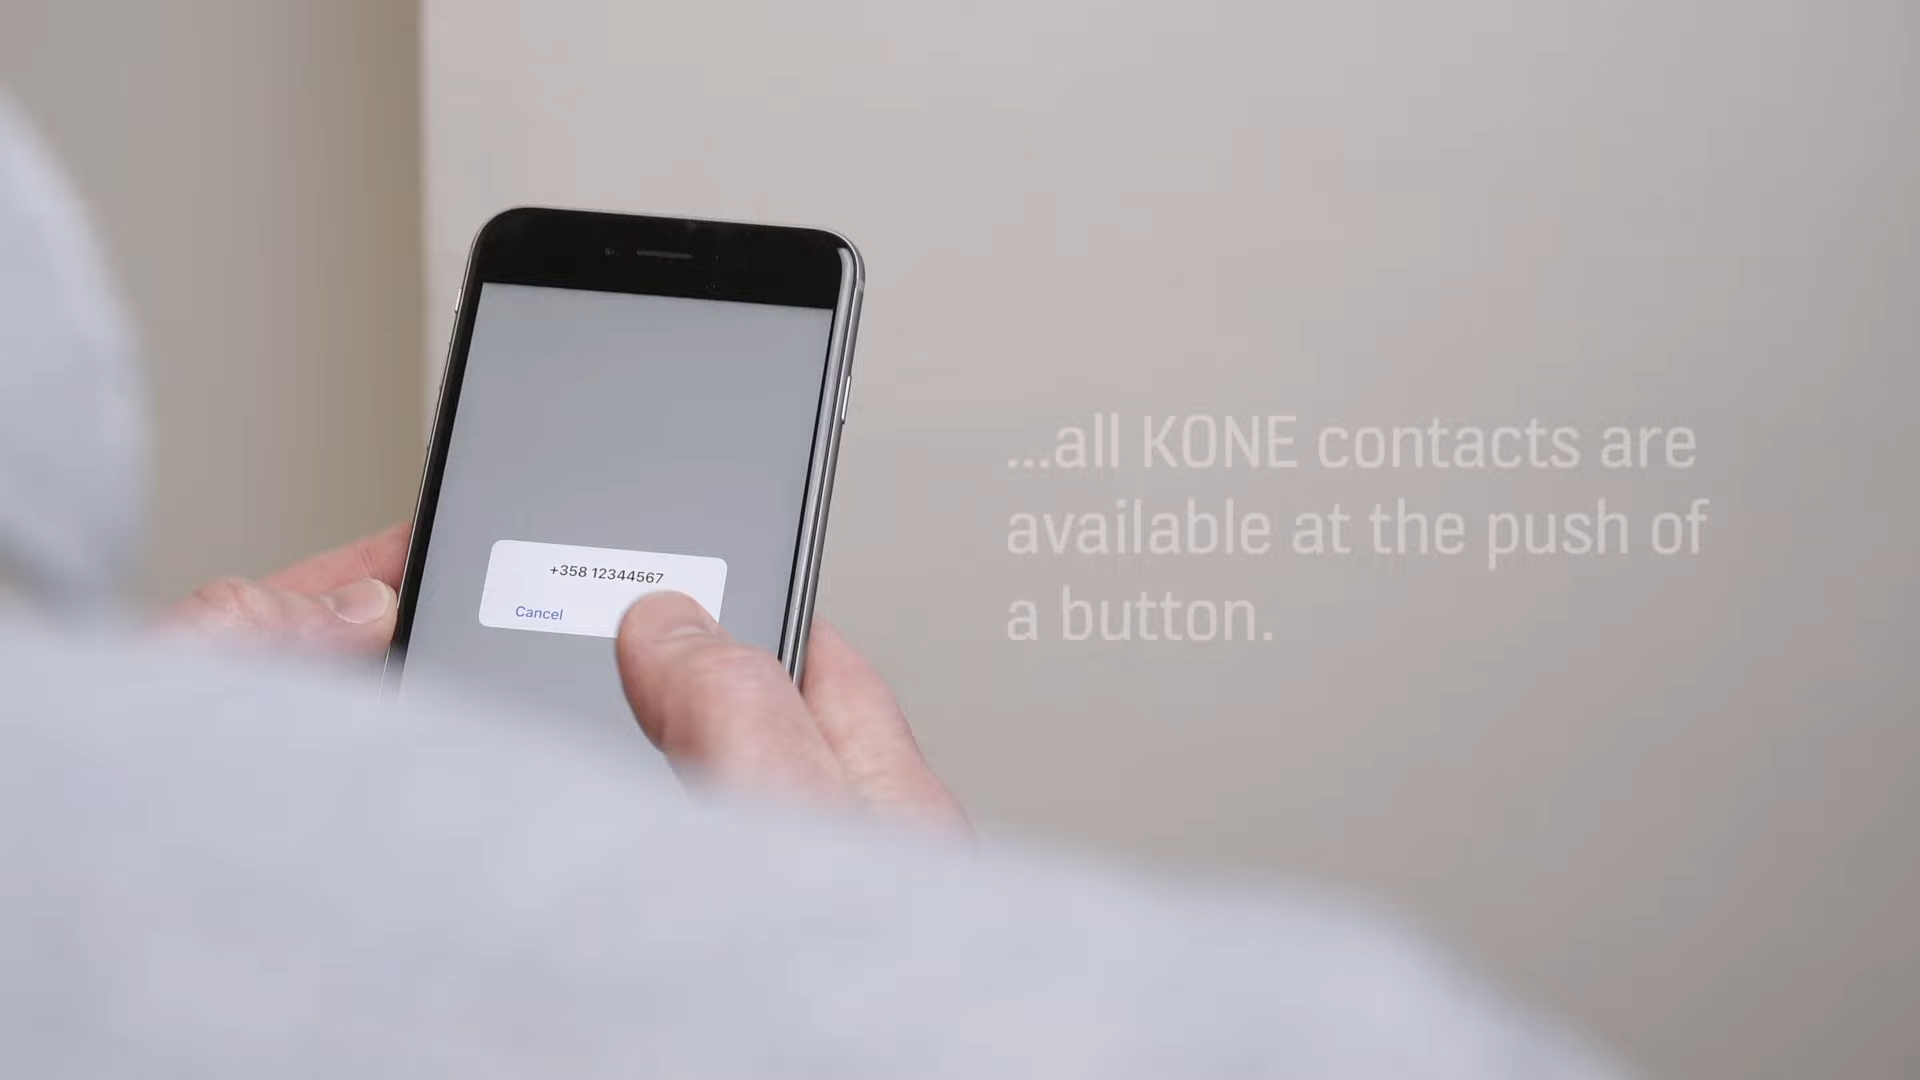 +358 12344567
Cancel
...all KONE contacts are
available at the push of
a button.